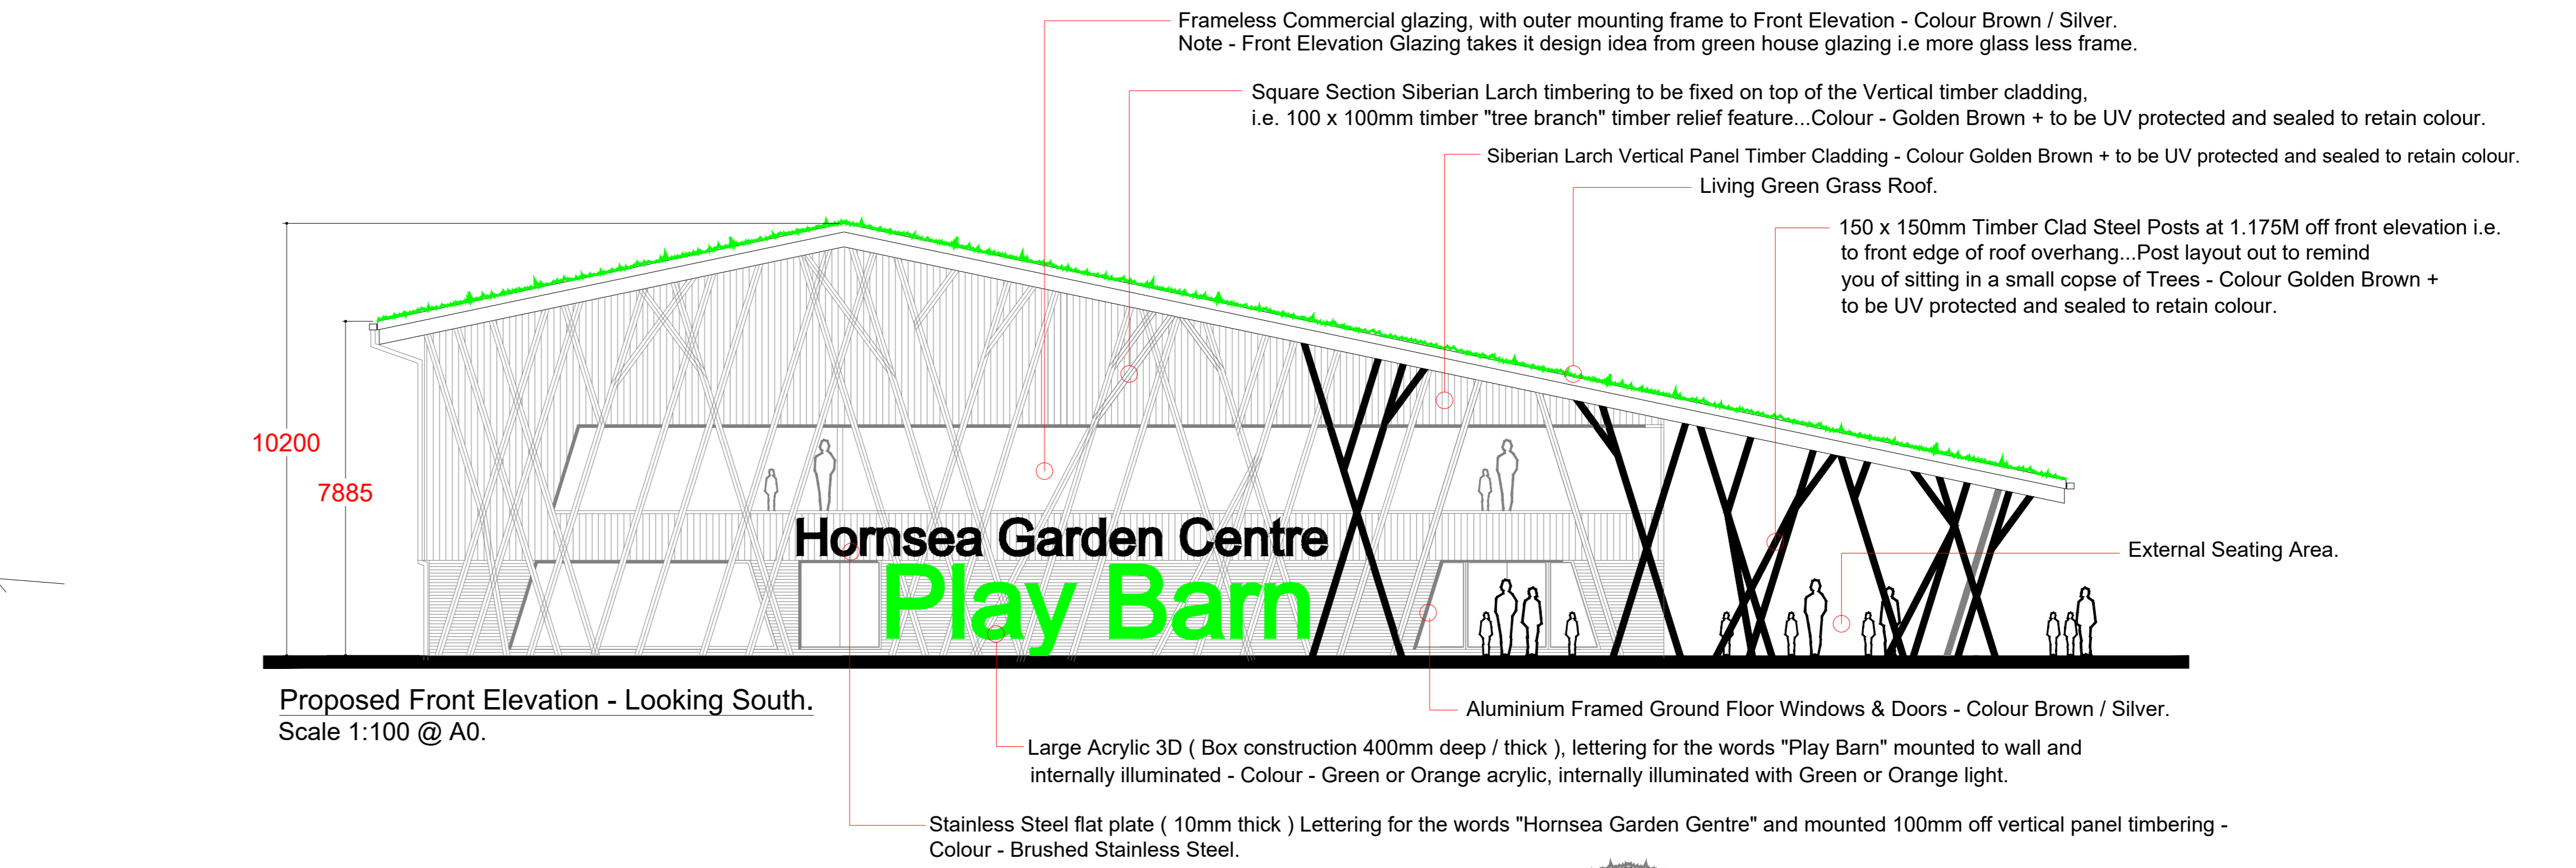 Frameless Commercial glazing, with outer mounting frame to Front Elevation - Colour Brown / Silver.
Note - Front Elevation Glazing takes it design idea from green house glazing i.e more glass less frame.
Square Section Siberian Larch timbering to be fixed on top of the Vertical timber cladding,
i.e. 100 x 100mm timber "tree branch" timber relief feature...Colour - Golden Brown + to be UV protected and sealed to retain colour.
Siberian Larch Vertical Panel Timber Cladding - Colour Golden Brown + to be UV protected and sealed to retain colour.
Living Green Grass Roof.
150 x 150mm Timber Clad Steel Posts at 1.175M off front elevation i.e.
to front edge of roof overhang...Post layout out to remind
you of sitting in a small copse of Trees - Colour Golden Brown +
to be UV protected and sealed to retain colour.
10200
7885
Hornsea Garden Centre
Play Barn
External Seating Area.
Proposed Front Elevation - Looking South.
Scale 1:100 @ A0.
Aluminium Framed Ground Floor Windows & Doors - Colour Brown / Silver.
Large Acrylic 3D ( Box construction 400mm deep / thick ), lettering for the words "Play Barn" mounted to wall and
internally illuminated - Colour - Green or Orange acrylic, internally illuminated with Green or Orange light.
Stainless Steel flat plate ( 10mm thick ) Lettering for the words "Hornsea Garden Gentre" and mounted 100mm off vertical panel timbering -
Colour - Brushed Stainless Steel.